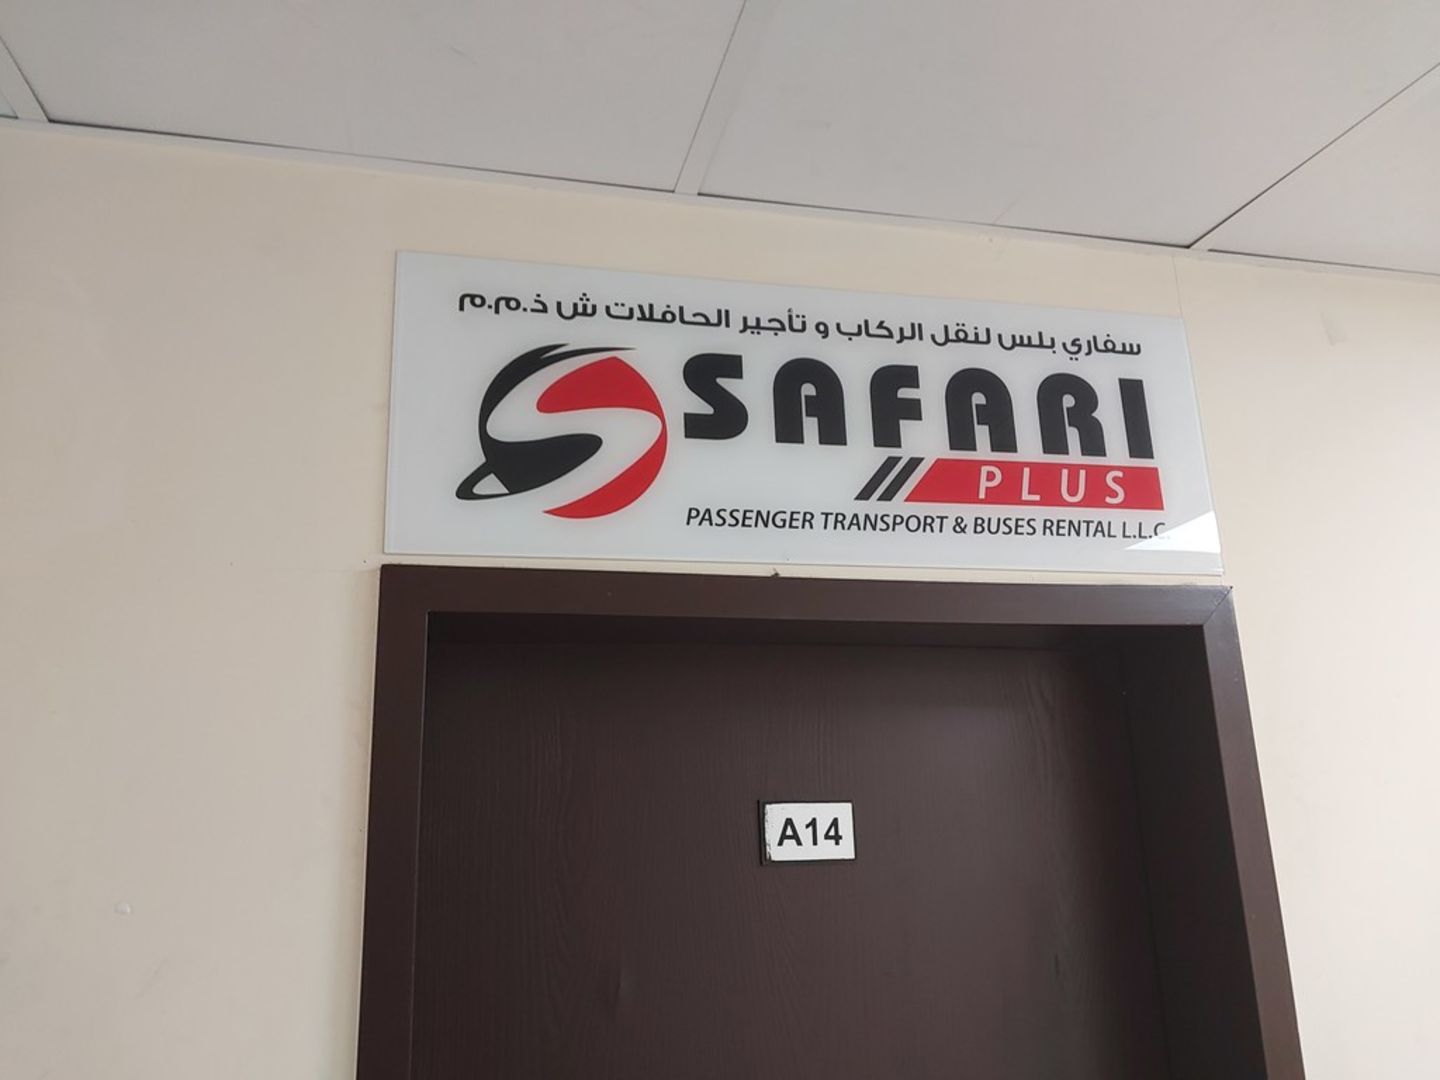 سفاري بلس لنقل الركاب و تأجير الحافلات ش ذ.م.م
SAFARI
PLUS
PASSENGER TRANSPORT & BUSES RENTAL L.L.C.
A14